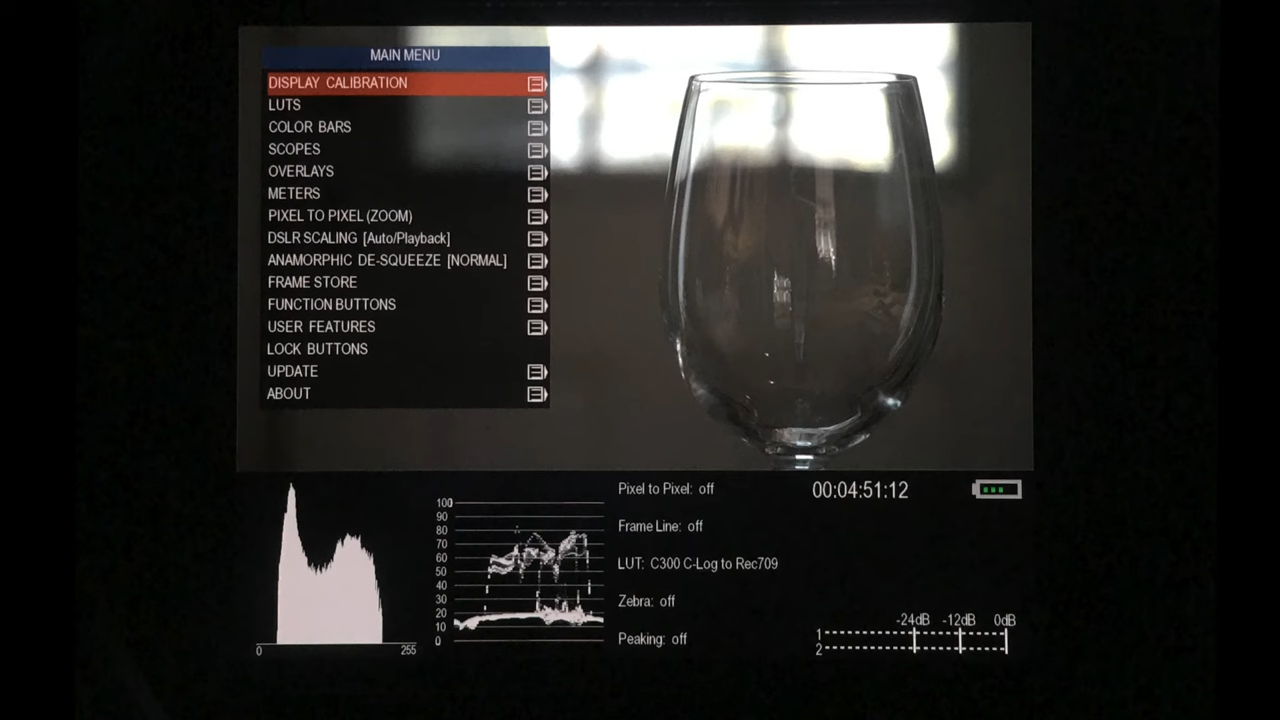 MAIN MENU
DISPLAY CALIBRATION
LUTS
COLOR BARS
SCOPES
OVERLAYS
METERS
PIXEL TO PIXEL (ZOOM)
DSLR SCALING [Auto/Playback]
ANAMORPHIC DE-SQUEEZE [NORMAL]
FRAME STORE
FUNCTION BUTTONS
USER FEATURES
LOCK BUTTONS
UPDATE
ABOUT
0 255
100
90
80
70
60
50
40
30
20
10
0
Pixel to Pixel: off
Frame Line: off
LUT: C300 C-Log to Rec709
Zebra: off
Peaking: off
00:04:51:12
-24dB -12dB 0dB
1
2